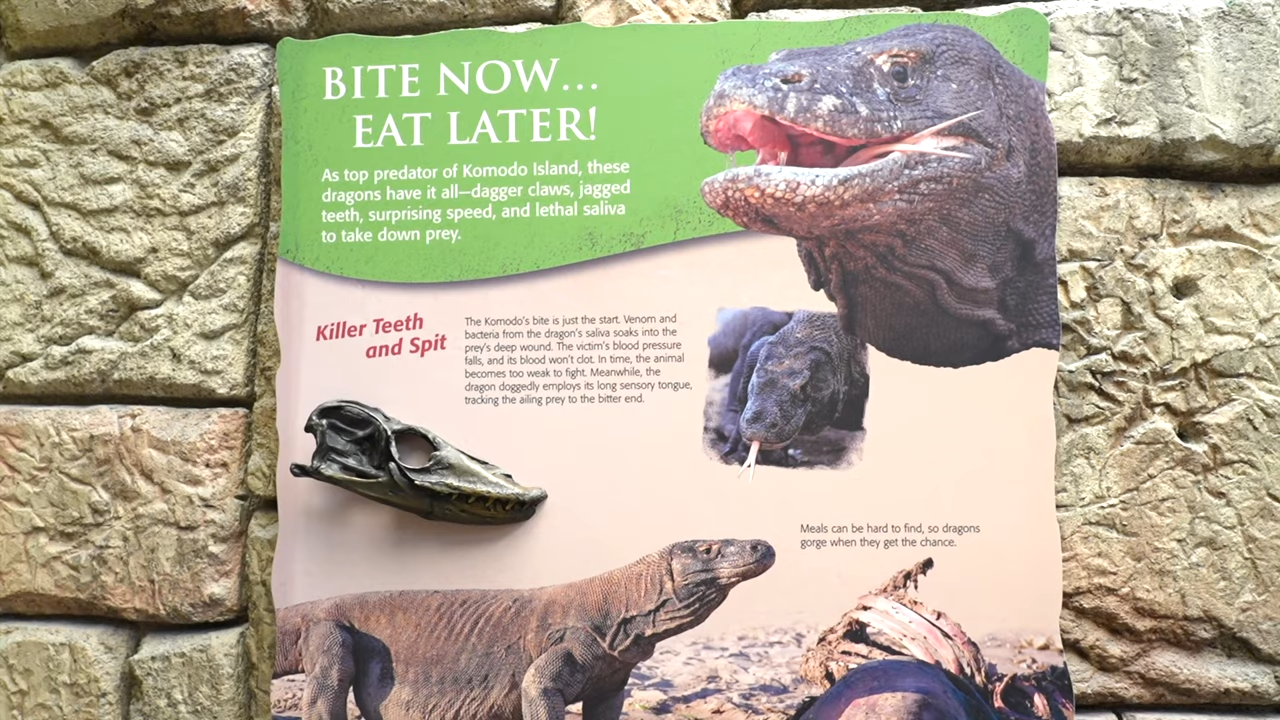 BITE NOW...
EAT LATER!
As top predator of Komodo Island, these
dragons have it all—dagger claws, jagged
teeth, surprising speed, and lethal saliva
to take down prey.
Killer Teeth
and Spit
The Komodo's bite is just the start. Venom and
bacteria from the dragon's saliva soaks into the
prey's deep wound. The victim's blood pressure
falls, and its blood won't clot. In time, the animal
becomes too weak to fight. Meanwhile, the
dragon doggedly employs its long sensory tongue,
tracking the ailing prey to the bitter end.
Meals can be hard to find, so dragons
gorge when they get the chance.